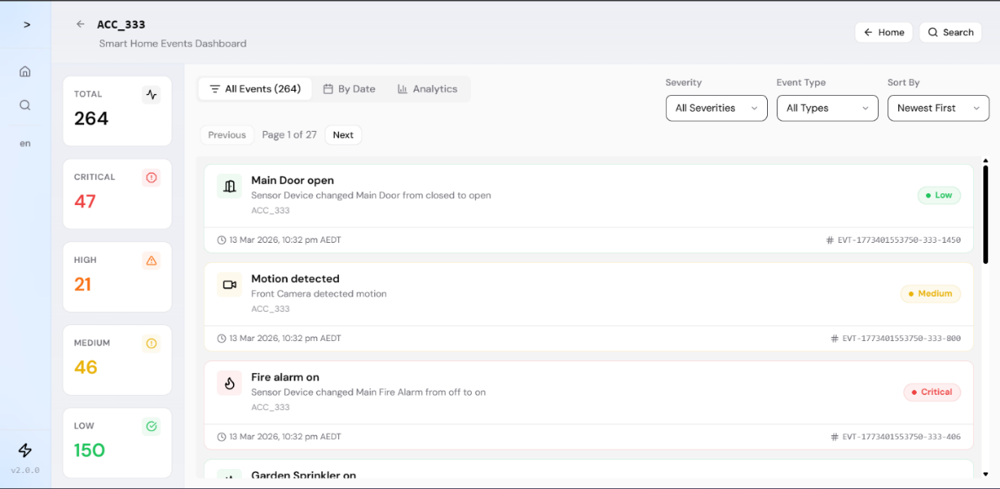 >
ACC_333
Smart Home Events Dashboard
Home
Search
en
v2.0.0
TOTAL
264
CRITICAL
47
HIGH
21
MEDIUM
46
LOW
150
All Events (264)
By Date
Analytics
Severity
All Severities
Event Type
All Types
Sort By
Newest First
Previous
Page 1 of 27
Next
Main Door open
Sensor Device changed Main Door from closed to open
ACC_333
Low
13 Mar 2026, 10:32 pm AEDT
# EVT-1773401553750-333-1450
Motion detected
Front Camera detected motion
ACC_333
Medium
13 Mar 2026, 10:32 pm AEDT
# EVT-1773401553750-333-800
Fire alarm on
Sensor Device changed Main Fire Alarm from off to on
ACC_333
Critical
13 Mar 2026, 10:32 pm AEDT
# EVT-1773401553750-333-406
Garden Sprinkler on